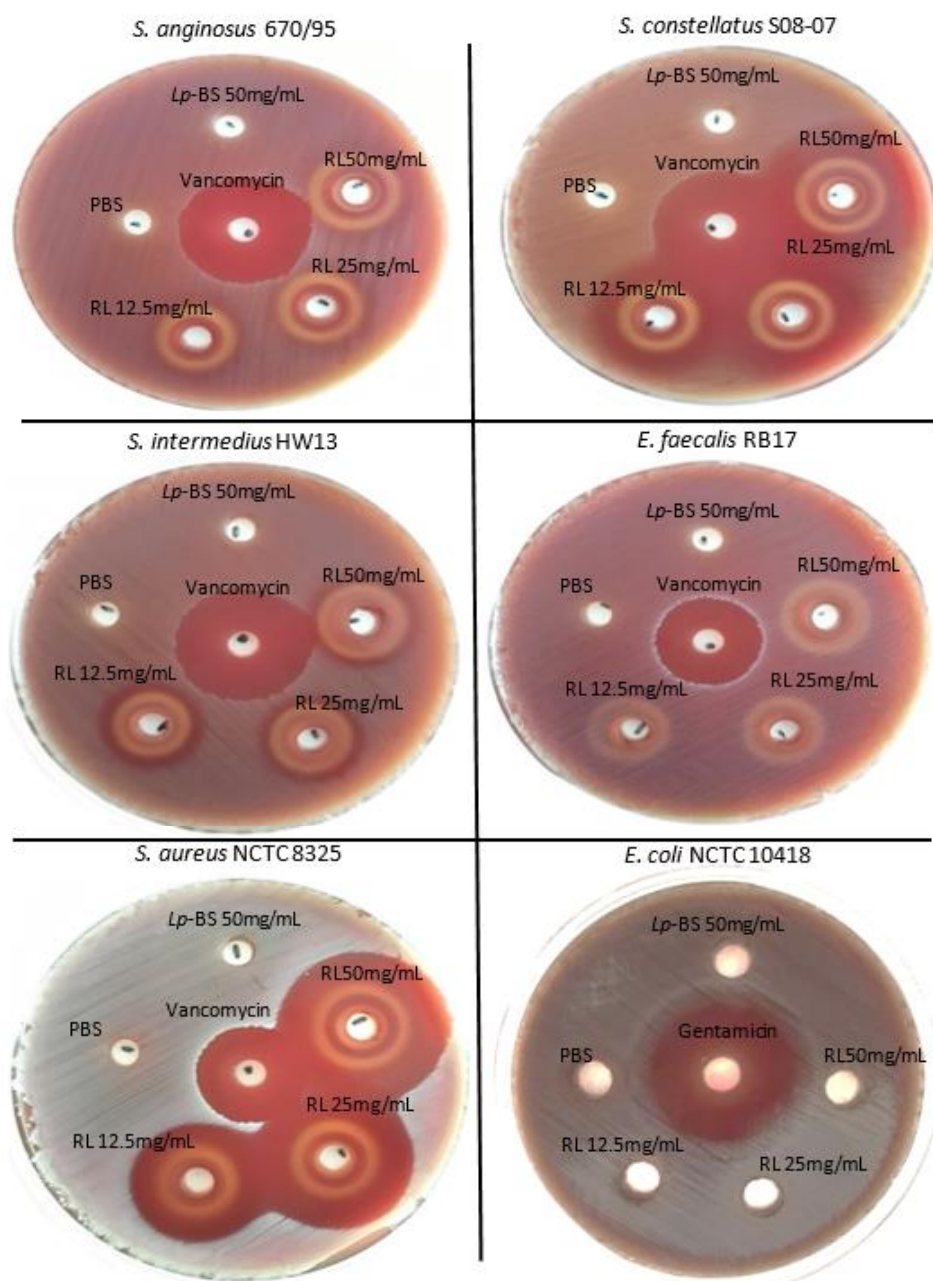 S. anginosus 670/95
Lp-BS 50mg/mL
RL50mg/mL
Vancomycin
PBS
RL 25mg/mL
RL 12.5mg/mL
S. constellatus S08-07
Lp-BS 50mg/mL
RL50mg/mL
Vancomycin
PBS
RL 25mg/mL
RL 12.5mg/mL
S. intermedius HW13
Lp-BS 50mg/mL
RL50mg/mL
PBS
Vancomycin
RL 12.5mg/mL
RL 25mg/mL
E. faecalis RB17
Lp-BS 50mg/mL
RL50mg/mL
PBS
Vancomycin
RL 12.5mg/mL
RL 25mg/mL
S. aureus NCTC8325
Lp-BS 50mg/mL
RL50mg/mL
Vancomycin
PBS
RL 25mg/mL
RL 12.5mg/mL
E. coli NCTC10418
Lp-BS 50mg/mL
Gentamicin
PBS
RL50mg/mL
RL 12.5mg/mL
RL 25mg/mL